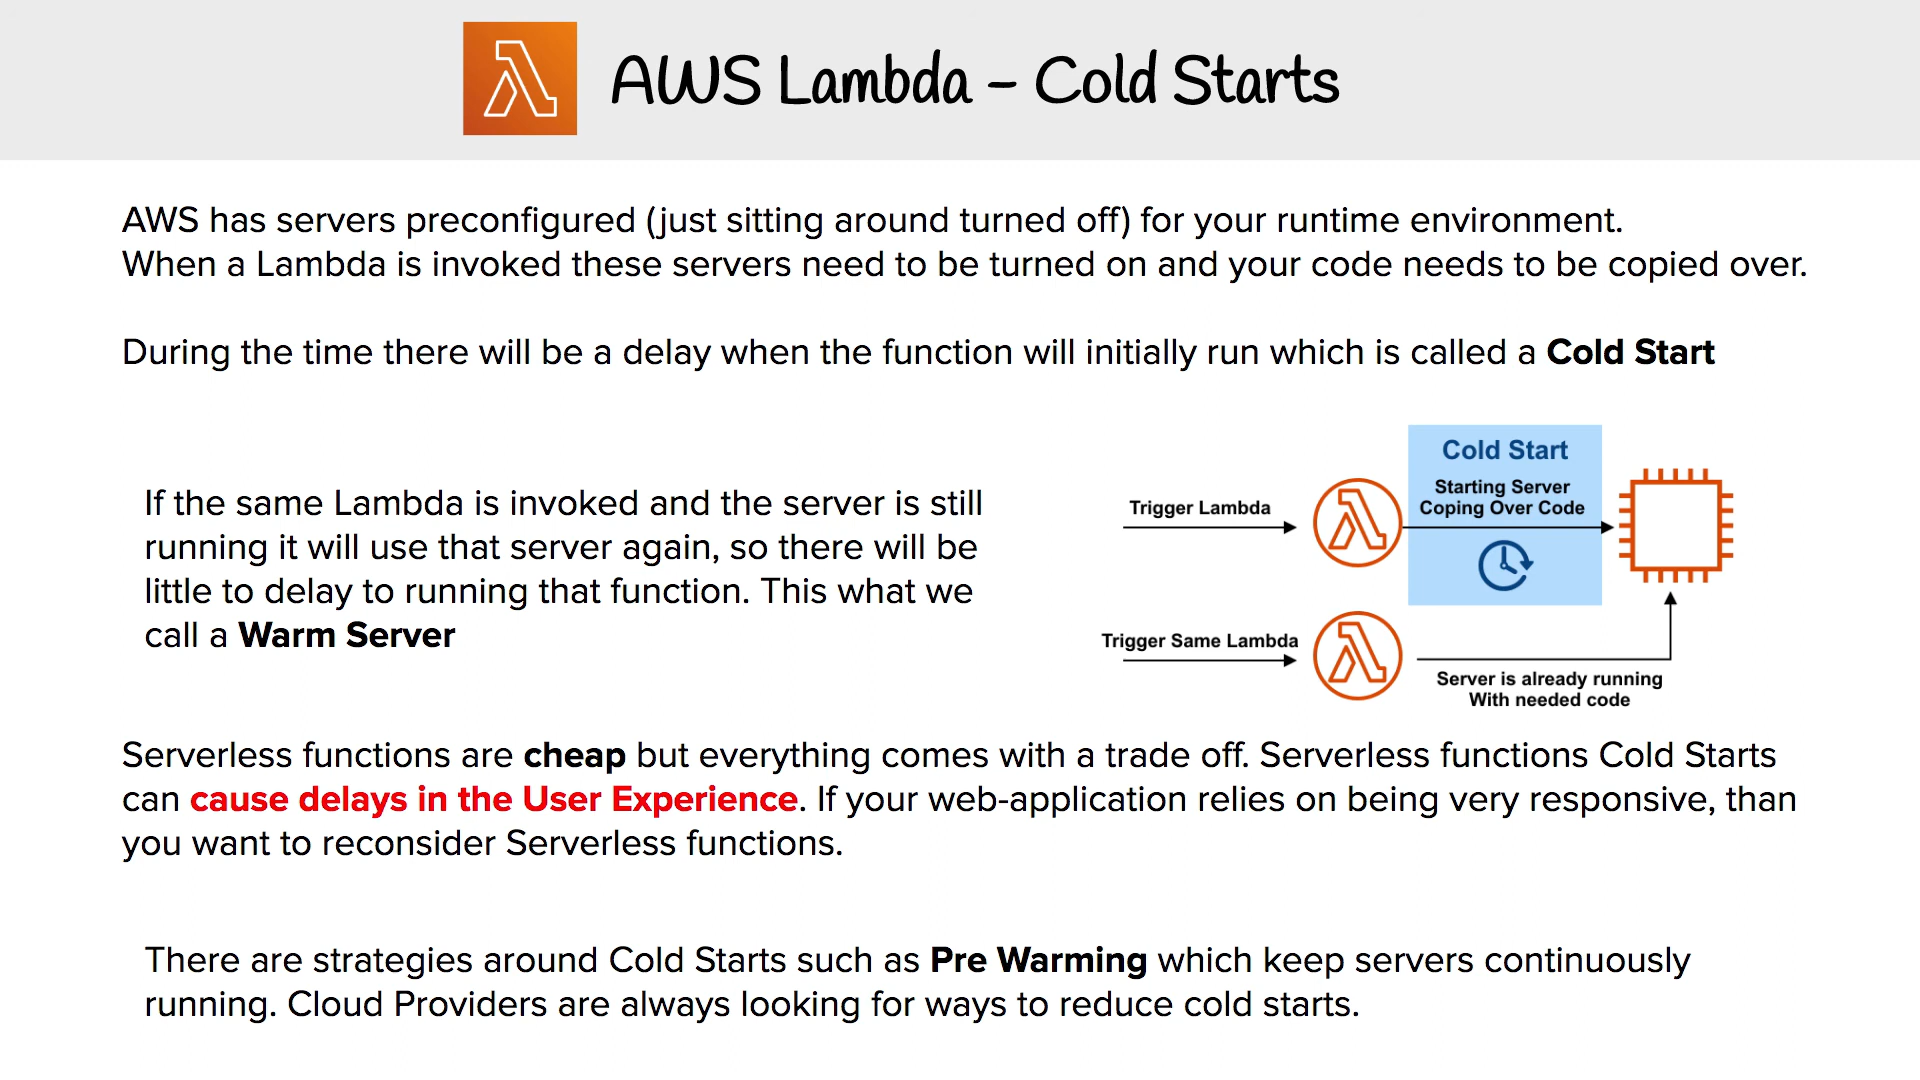 AWS Lambda – Cold Starts
AWS has servers preconfigured (just sitting around turned off) for your runtime environment.
When a Lambda is invoked these servers need to be turned on and your code needs to be copied over.
During the time there will be a delay when the function will initially run which is called a Cold Start
If the same Lambda is invoked and the server is still
running it will use that server again, so there will be
little to delay to running that function. This what we
call a Warm Server
Cold Start
Starting Server
Coping Over Code
Trigger Lambda
Trigger Same Lambda
Server is already running
With needed code
Serverless functions are cheap but everything comes with a trade off. Serverless functions Cold Starts
can cause delays in the User Experience. If your web-application relies on being very responsive, than
you want to reconsider Serverless functions.
There are strategies around Cold Starts such as Pre Warming which keep servers continuously
running. Cloud Providers are always looking for ways to reduce cold starts.